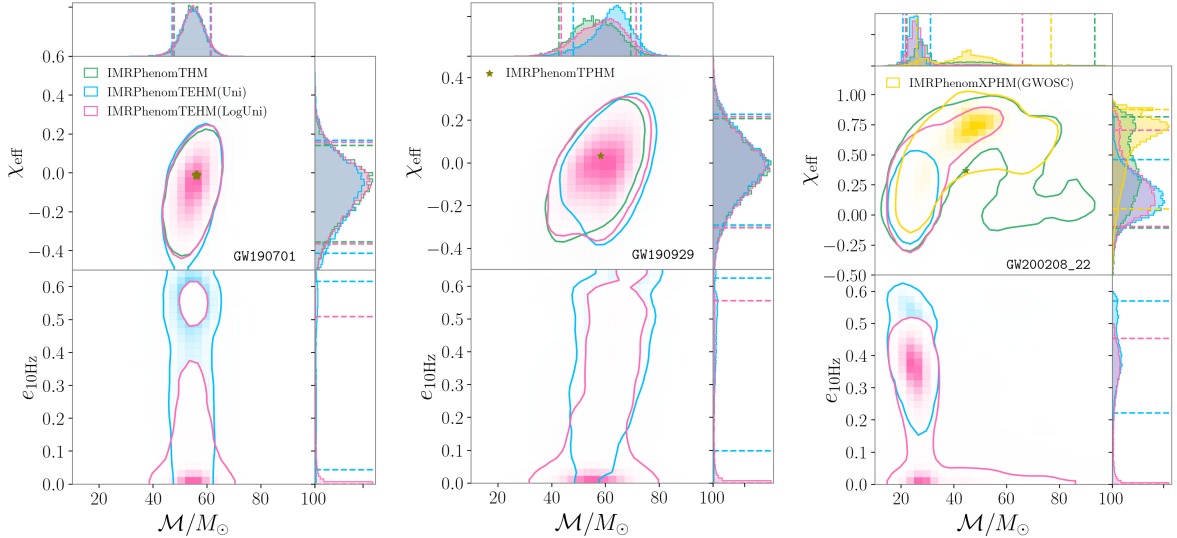 IMRPhenomTHM
IMRPhenomTEHM(Uni)
IMRPhenomTEHM(LogUni)
0.6
0.4
0.2
0.0
−0.2
−0.4
χeff
GW190701
0.6
0.5
0.4
0.3
0.2
0.1
0.0
e10Hz
20 40 60 80 100
M/M⊙
IMRPhenomTPHM
0.4
0.2
0.0
−0.2
−0.4
χeff
GW190929
0.6
0.5
0.4
0.3
0.2
0.1
0.0
e10Hz
20 40 60 80 100
M/M⊙
IMRPhenomXPHM(GWOSC)
1.00
0.75
0.50
0.25
0.00
−0.25
−0.50
χeff
GW200208_22
0.6
0.5
0.4
0.3
0.2
0.1
0.0
e10Hz
20 40 60 80 100
M/M⊙